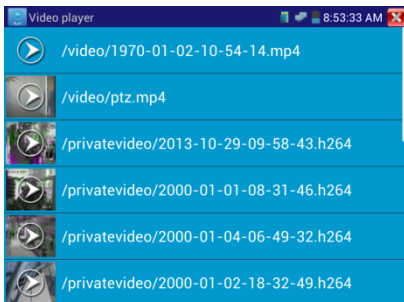 Video player 8:53:33 AM
/video/1970-01-02-10-54-14.mp4
/video/ptz.mp4
/privatevideo/2013-10-29-09-58-43.h264
/privatevideo/2000-01-01-08-31-46.h264
/privatevideo/2000-01-04-06-49-32.h264
/privatevideo/2000-01-02-18-32-49.h264